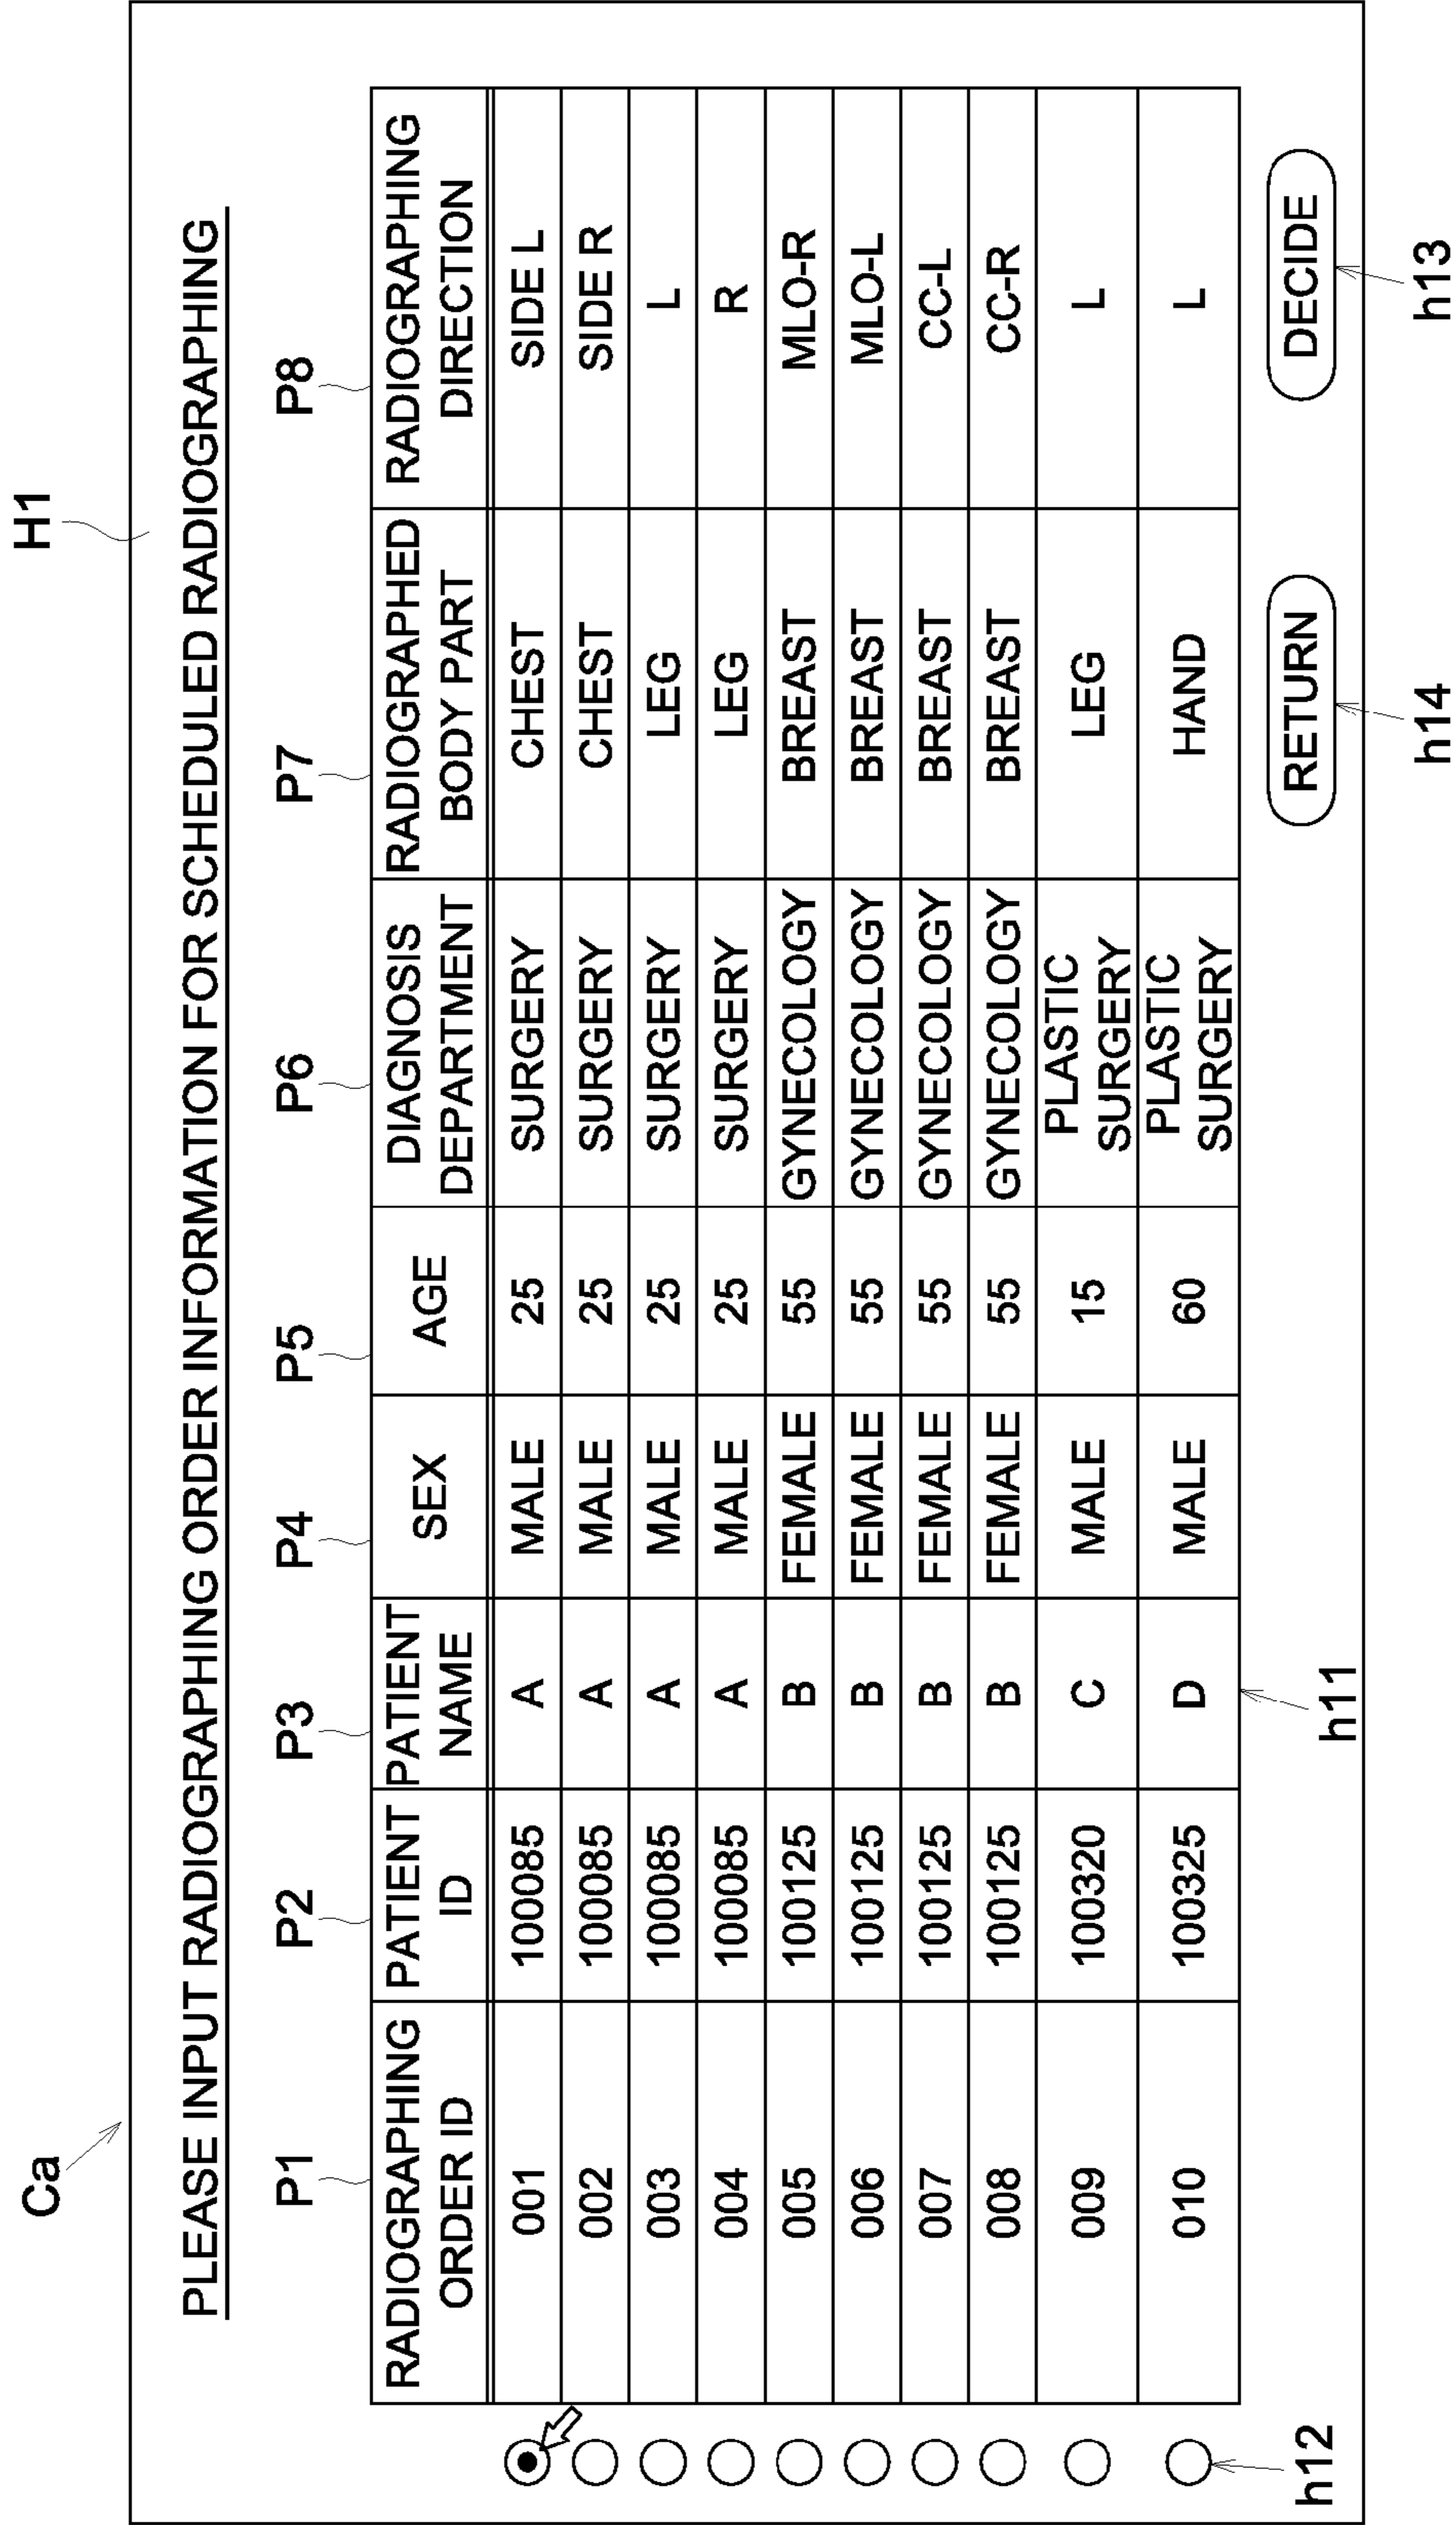 H1
Ca
PLEASE INPUT RADIOGRAPHING ORDER INFORMATION FOR SCHEDULED RADIOGRAPHING
P1 P2 P3 P4 P5 P6 P7 P8
RADIOGRAPHING ORDER ID PATIENT ID PATIENT NAME SEX AGE DIAGNOSIS DEPARTMENT RADIOGRAPHED BODY PART RADIOGRAPHING DIRECTION
001 100085 A MALE 25 SURGERY CHEST SIDE L
002 100085 A MALE 25 SURGERY CHEST SIDE R
003 100085 A MALE 25 SURGERY LEG L
004 100085 A MALE 25 SURGERY LEG R
005 100125 B FEMALE 55 GYNECOLOGY BREAST MLO-R
006 100125 B FEMALE 55 GYNECOLOGY BREAST MLO-L
007 100125 B FEMALE 55 GYNECOLOGY BREAST CC-L
008 100125 B FEMALE 55 GYNECOLOGY BREAST CC-R
009 100320 C MALE 15 PLASTIC SURGERY LEG L
010 100325 D MALE 60 PLASTIC SURGERY HAND L
RETURN DECIDE
h12 h11 h14 h13